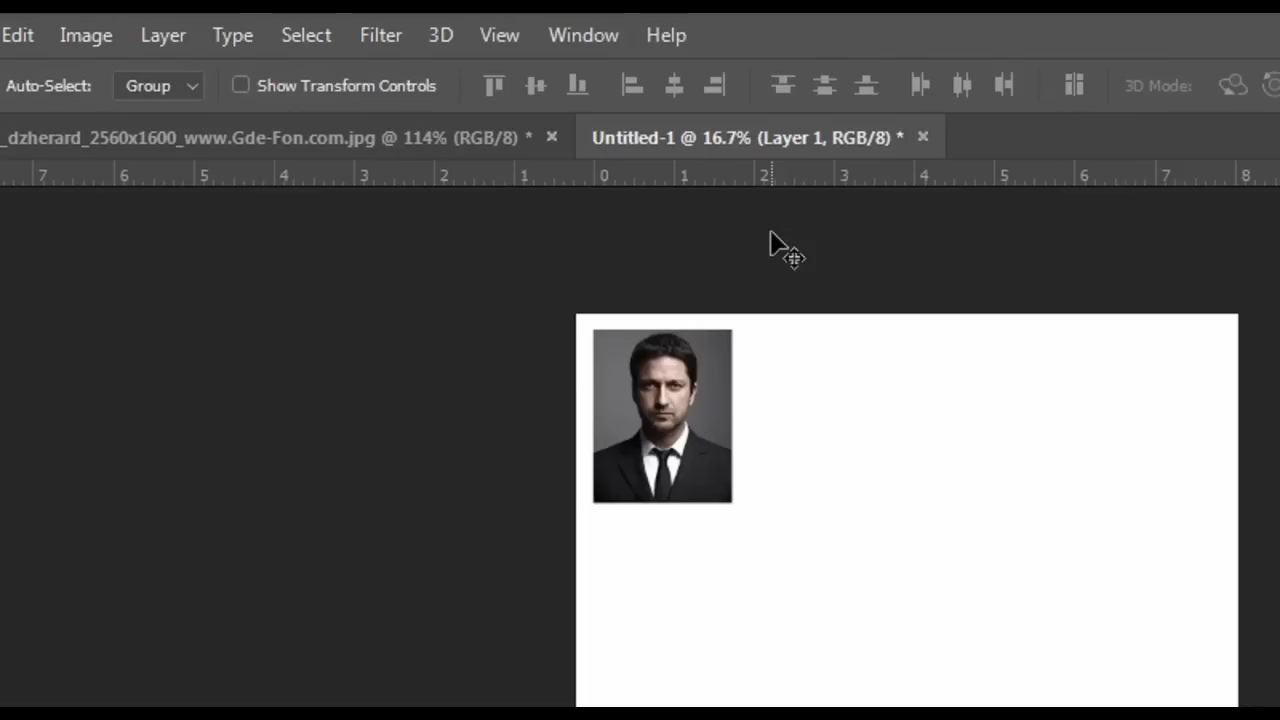 Edit Image Layer Type Select Filter 3D View Window Help
Auto-Select: Group Show Transform Controls 3D Mode:
_dzherard_2560x1600_www.Gde-Fon.com.jpg @ 114% (RGB/8) * × Untitled-1 @ 16.7% (Layer 1, RGB/8) * ×
7 6 5 4 3 2 1 0 1 2 3 4 5 6 7 8